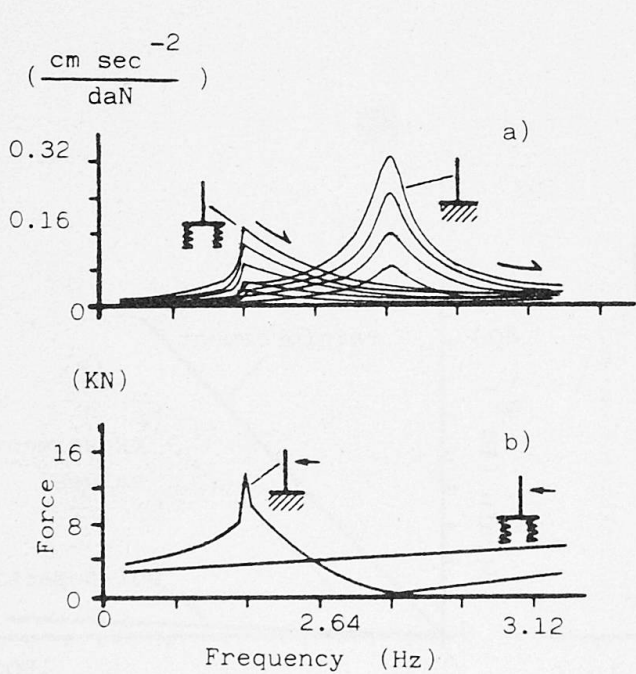 ( cm sec⁻² / daN )
a)
0.32
0.16
0
(KN)
b)
16
8
0
Force
0 2.64 3.12
Frequency (Hz)